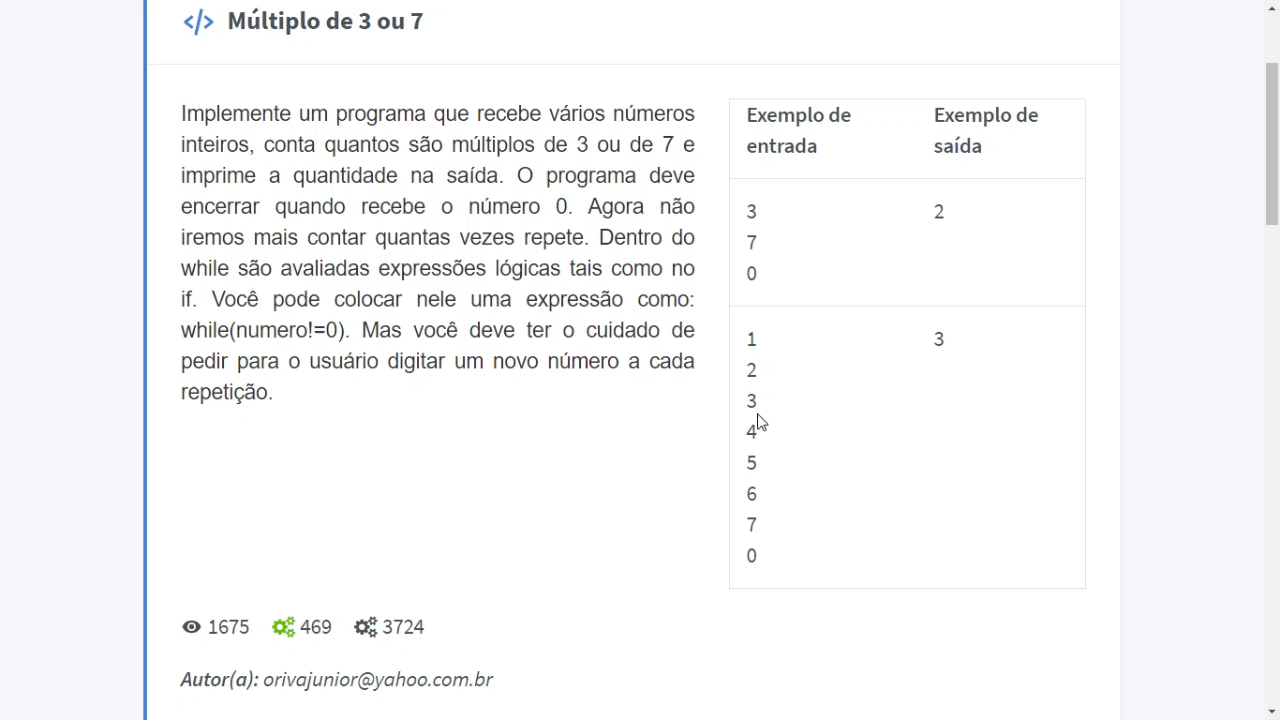 </> Múltiplo de 3 ou 7
Implemente um programa que recebe vários números
inteiros, conta quantos são múltiplos de 3 ou de 7 e
imprime a quantidade na saída. O programa deve
encerrar quando recebe o número 0. Agora não
iremos mais contar quantas vezes repete. Dentro do
while são avaliadas expressões lógicas tais como no
if. Você pode colocar nele uma expressão como:
while(numero!=0). Mas você deve ter o cuidado de
pedir para o usuário digitar um novo número a cada
repetição.
Exemplo de entrada
Exemplo de saída
3
7
0
2
1
2
3
4
5
6
7
0
3
1675 469 3724
Autor(a): orivajunior@yahoo.com.br